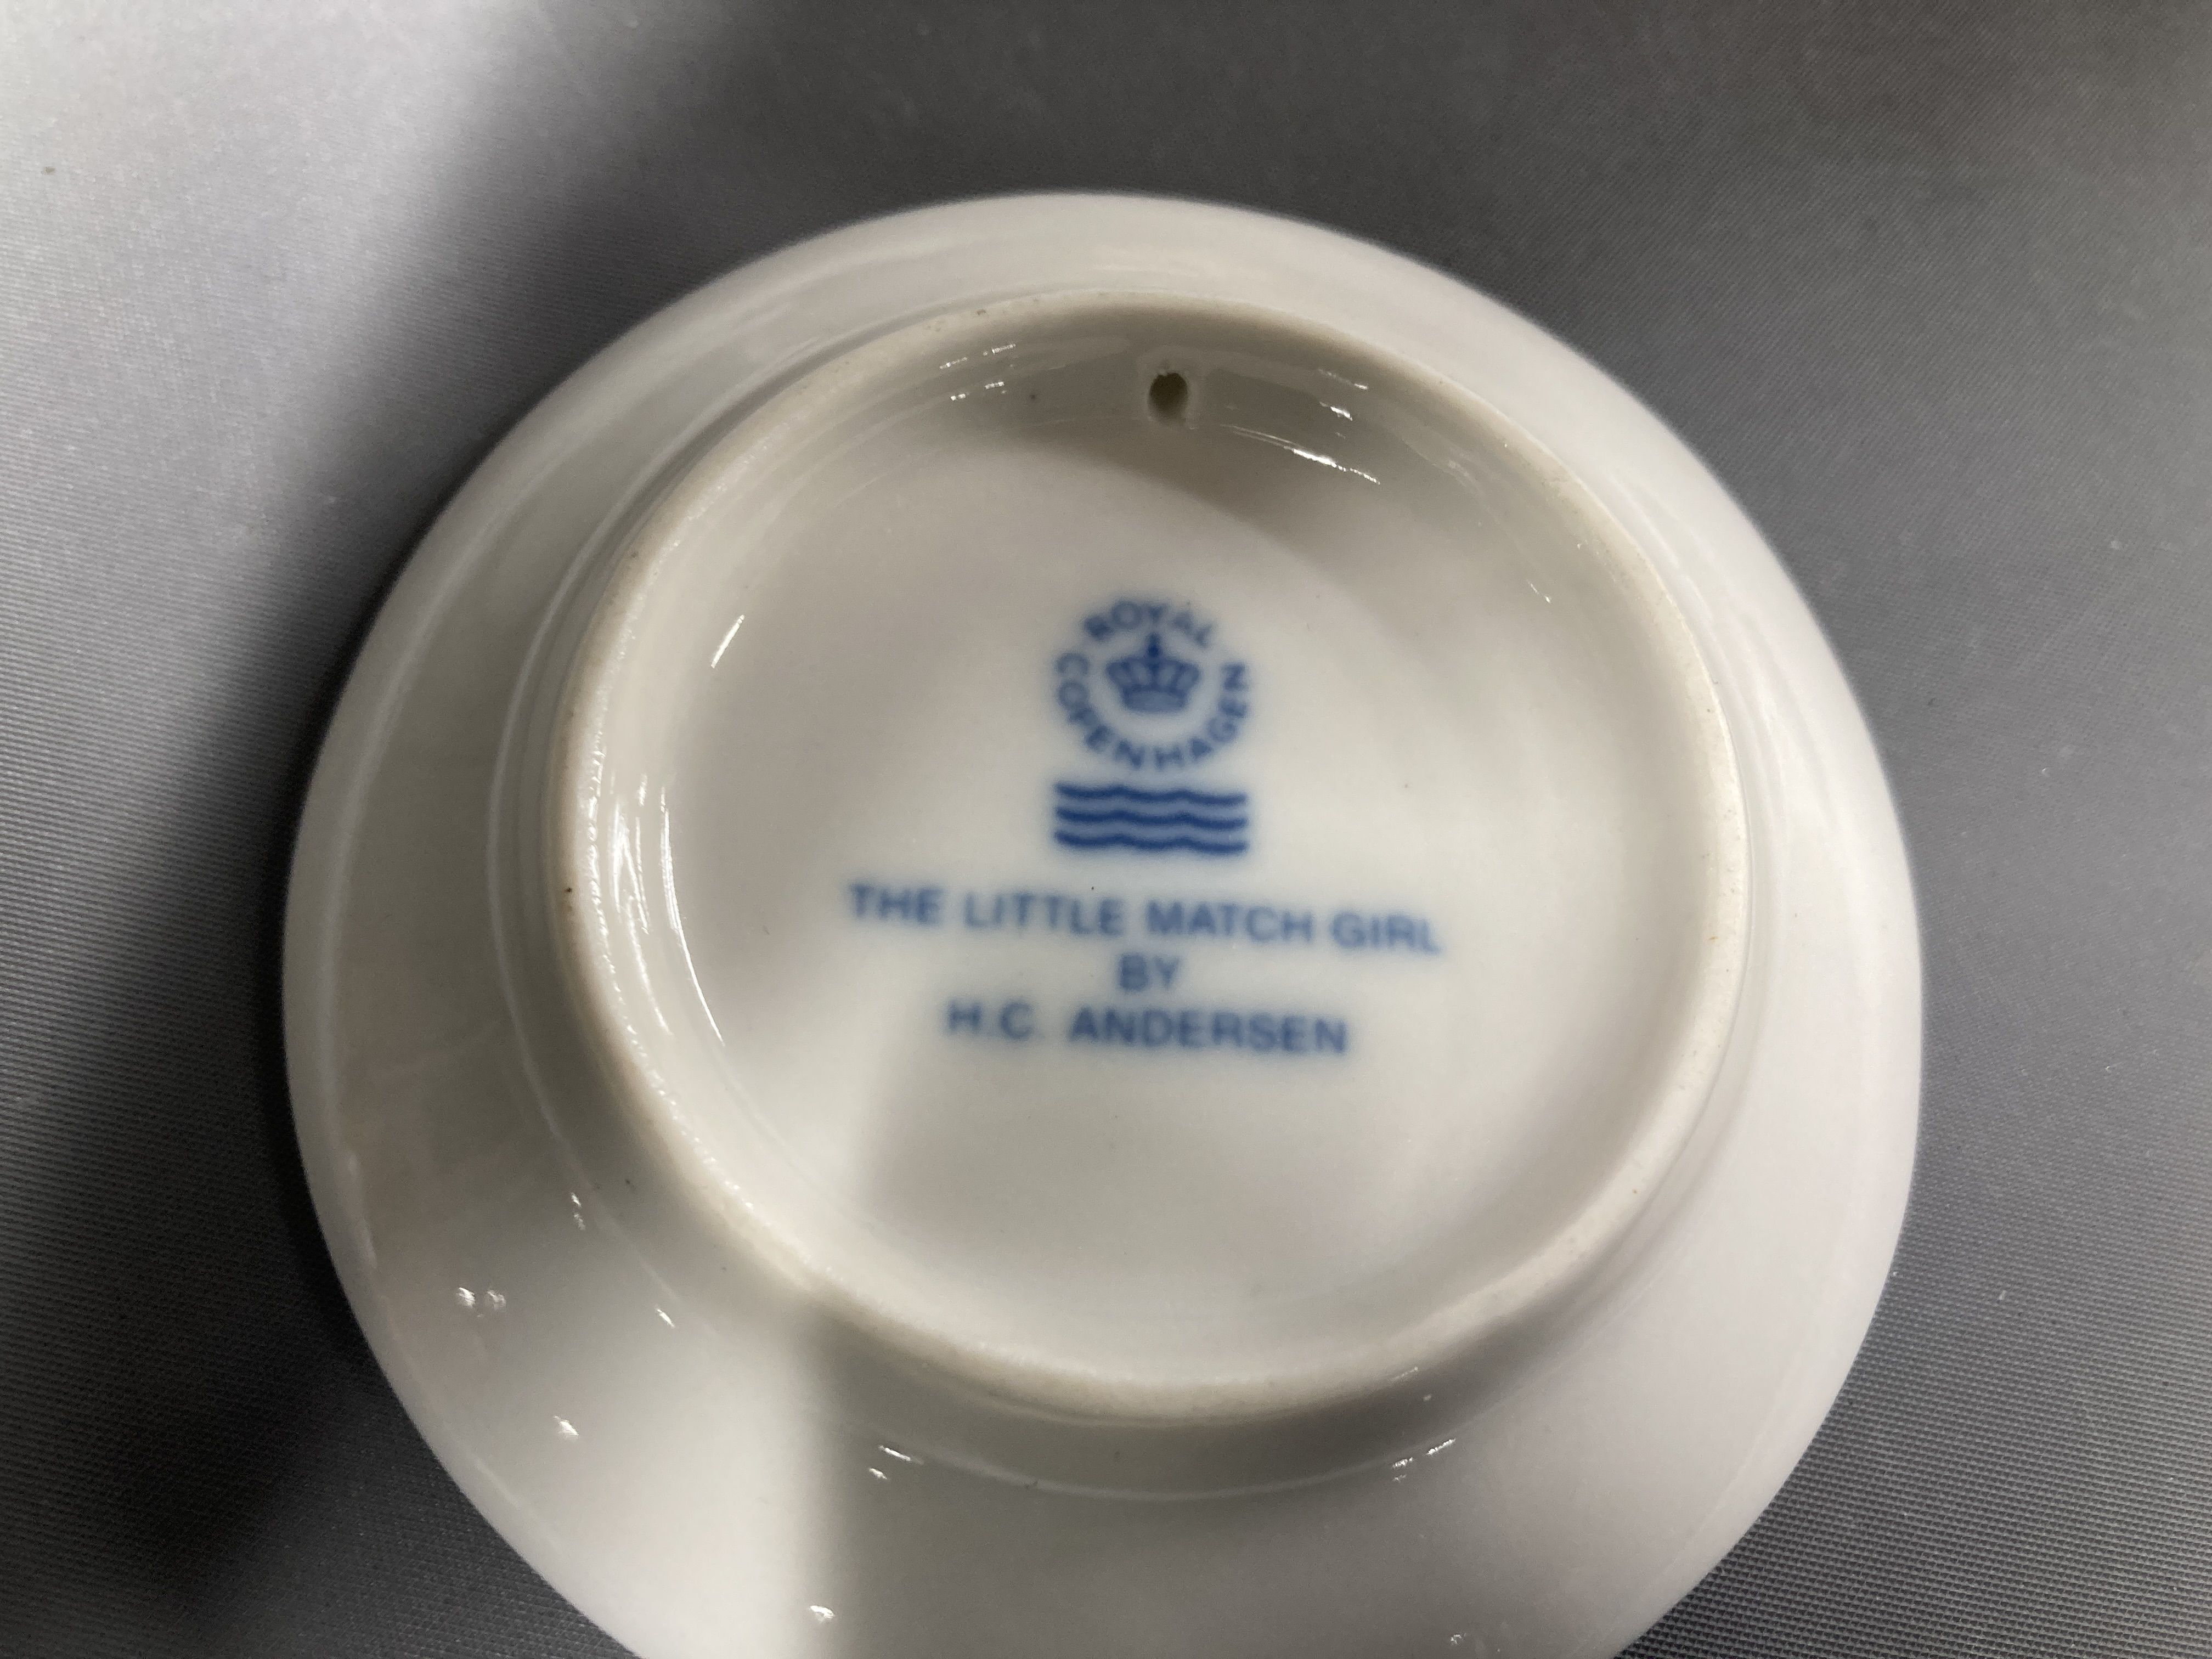 ROYAL
COPENHAGEN
THE LITTLE MATCH GIRL
BY
H.C. ANDERSEN